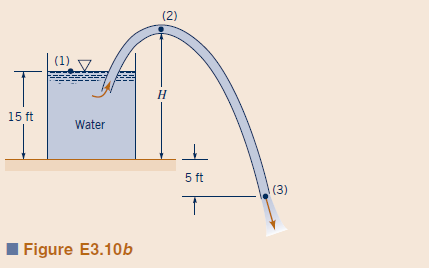 (2)
(1)
H
15 ft
Water
5 ft
(3)
Figure E3.10b